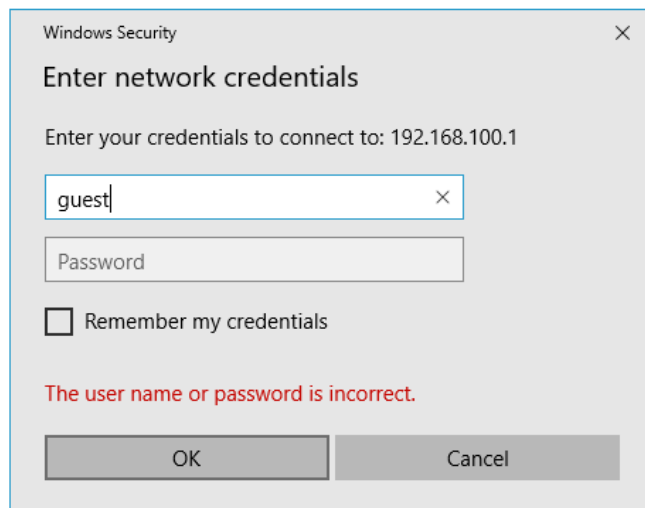 Windows Security
Enter network credentials
Enter your credentials to connect to: 192.168.100.1
guest
Password
Remember my credentials
The user name or password is incorrect.
OK Cancel